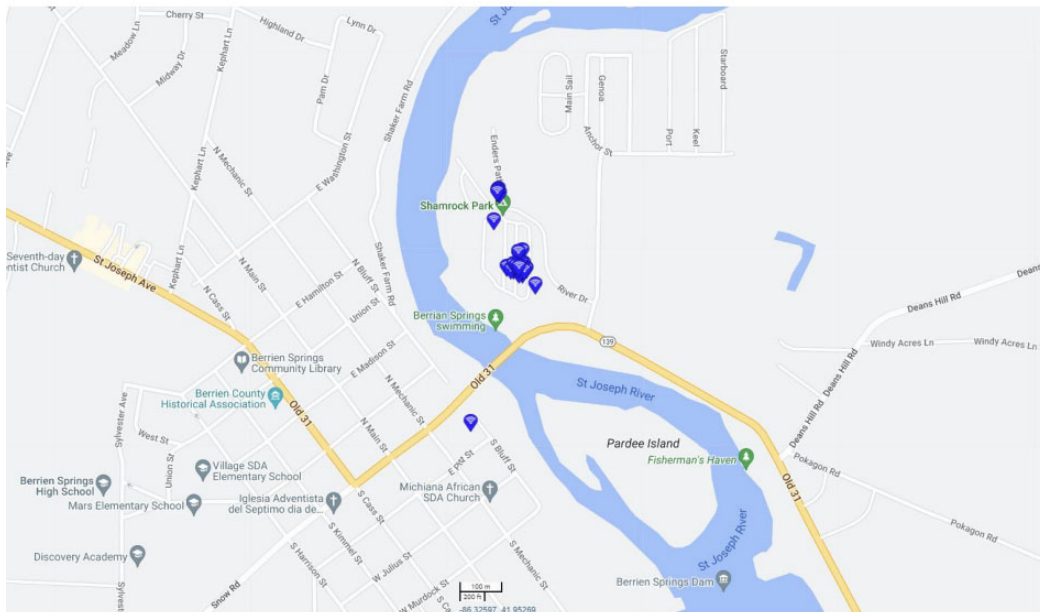 Cherry St
Meadow Ln
Midway Dr
Highland Dr
Lynn Dr
Pam Dr
Kephart Ln
N Mechanic St
E Washington St
Shaker Farm Rd
St Joseph
Starboard
Genoa
Main Sail
Anchor St
Port
Keel
Enders
Shamrock Park
Kephart Ln
Seventh-day
entist Church
St Joseph Ave
N Main St
N Cass St
E Hamilton St
Union St
N Bluff St
Shaker Farm Rd
River Dr
Berrian Springs
swimming
139
Deans Hill Rd
Deans
Windy Acres Ln
Windy Acres Ln
Deans Hill Rd
Berrien Springs
Community Library
E Madison St
Old 31
St Joseph River
Berrien County
Historical Association
Old 31
N Main St
N Mechanic St
Sylvester Ave
West St
Union Sr
Village SDA
Elementary School
S Bluff St
Pardee Island
Fisherman's Haven
Pokagon Rd
Berrien Springs
High School
Mars Elementary School
Iglesia Adventista
del Septimo dia de...
S Cass St
Michiana African
SDA Church
Old 31
Pokagon Rd
Discovery Academy
S Kimmel St
S Harrison St
W Julius St
S Mechanic St
St Joseph River
Snow Rd
W Murdock St
100 m
200 ft
Berrien Springs Dam
-86.32597, 41.95269